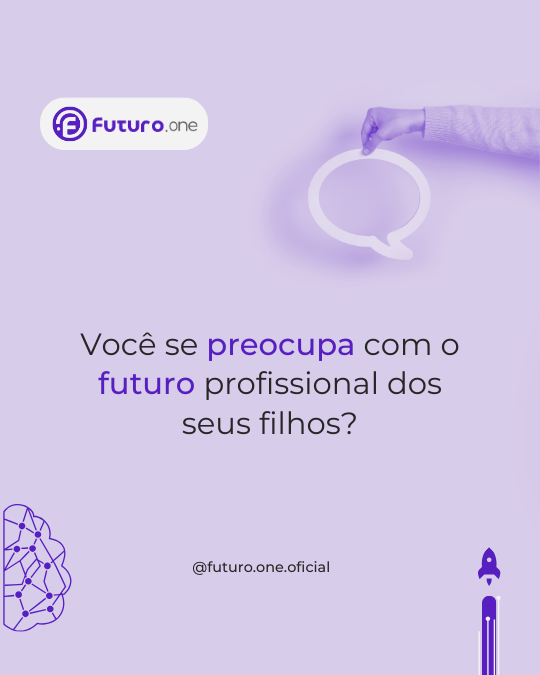 Futuro.one
Você se preocupa com o
futuro profissional dos
seus filhos?
@futuro.one.oficial